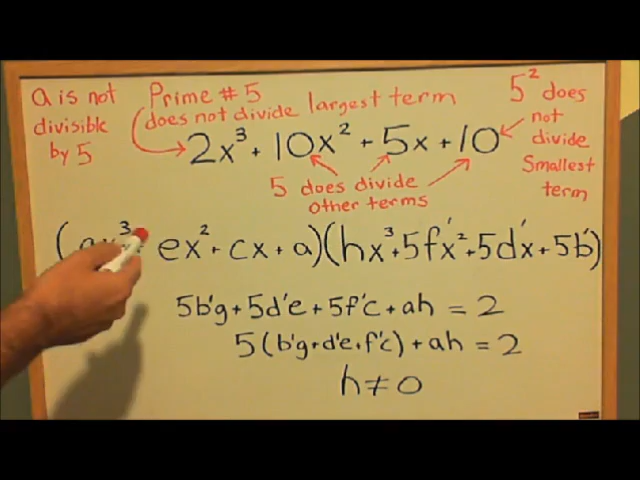 a is not divisible by 5
Prime # 5
does not divide largest term
5² does not divide smallest term
2x³ + 10x² + 5x + 10
5 does divide other terms
ex² + cx + a)(hx³ + 5f'x² + 5d'x + 5b')
5b'g + 5d'e + 5f'c + ah = 2
5(b'g + d'e + f'c) + ah = 2
h ≠ 0